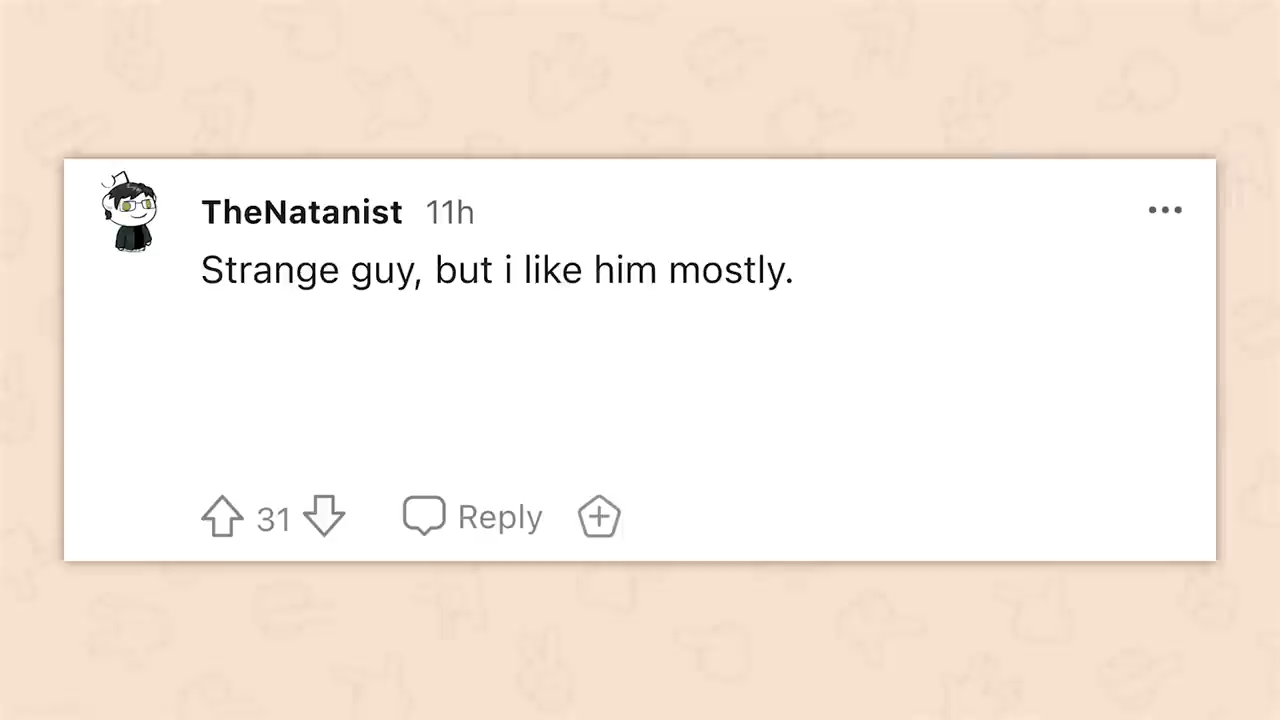 TheNatanist 11h
Strange guy, but i like him mostly.
31 Reply